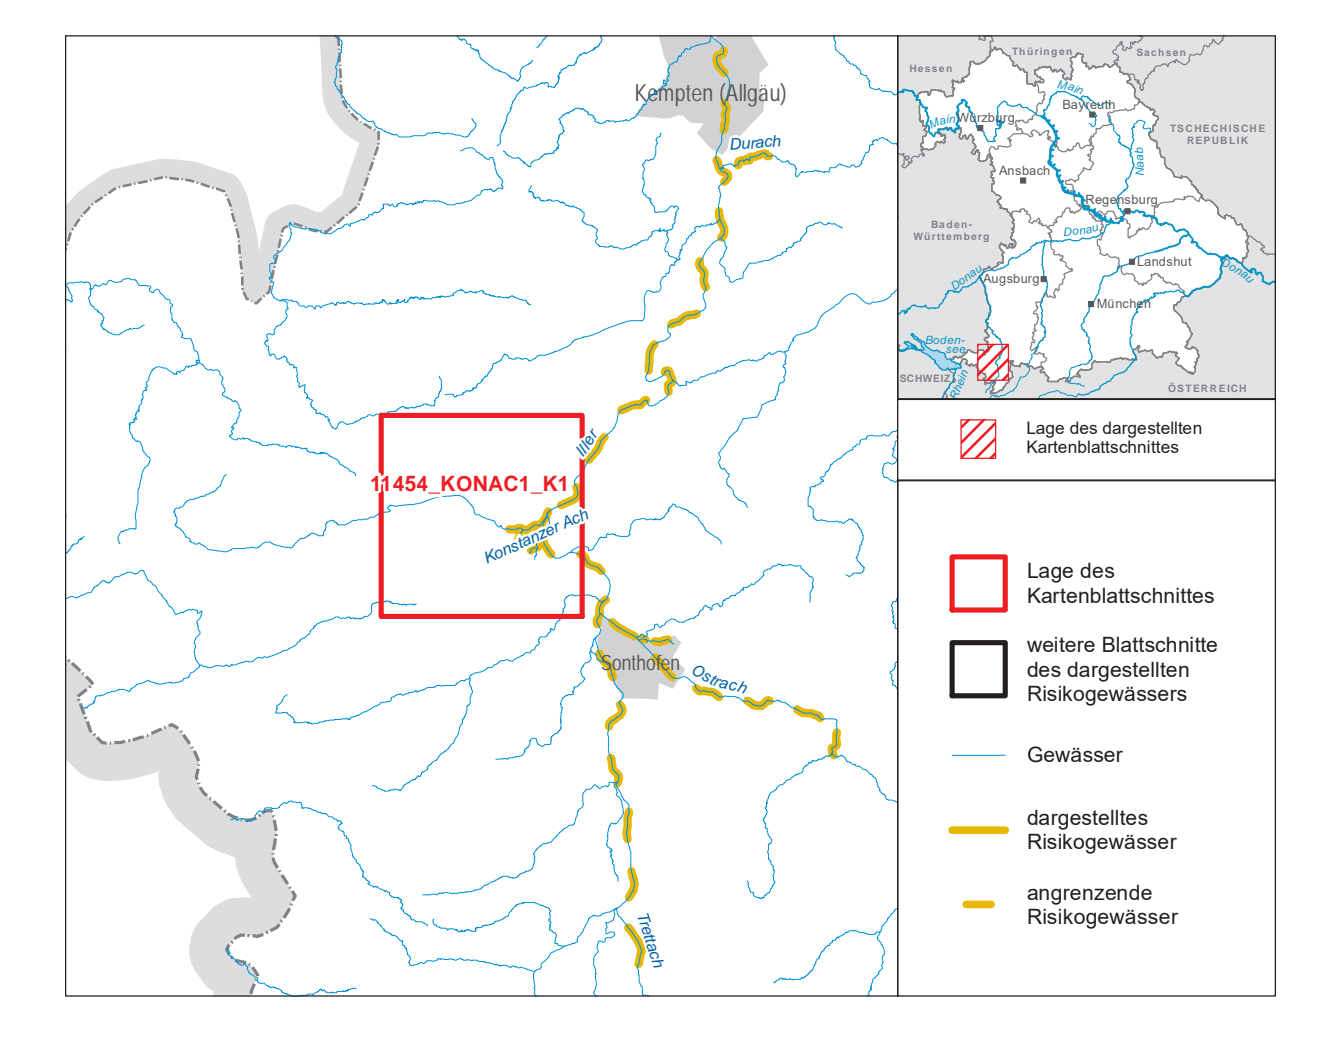 Kempten (Allgäu)
Durach
Iller
11454_KONAC1_K1
Konstanzer Ach
Sonthofen
Ostrach
Trettach
Thüringen
Sachsen
Hessen
Main
Bayreuth
Main
Würzburg
TSCHECHISCHE
REPUBLIK
Naab
Ansbach
Regensburg
Baden-
Württemberg
Donau
Landshut
Donau
Donau
Augsburg
München
Boden-
see
SCHWEIZ
Rhein
ÖSTERREICH
Lage des dargestellten
Kartenblattschnittes
Lage des
Kartenblattschnittes
weitere Blattschnitte
des dargestellten
Risikogewässers
Gewässer
dargestelltes
Risikogewässer
angrenzende
Risikogewässer